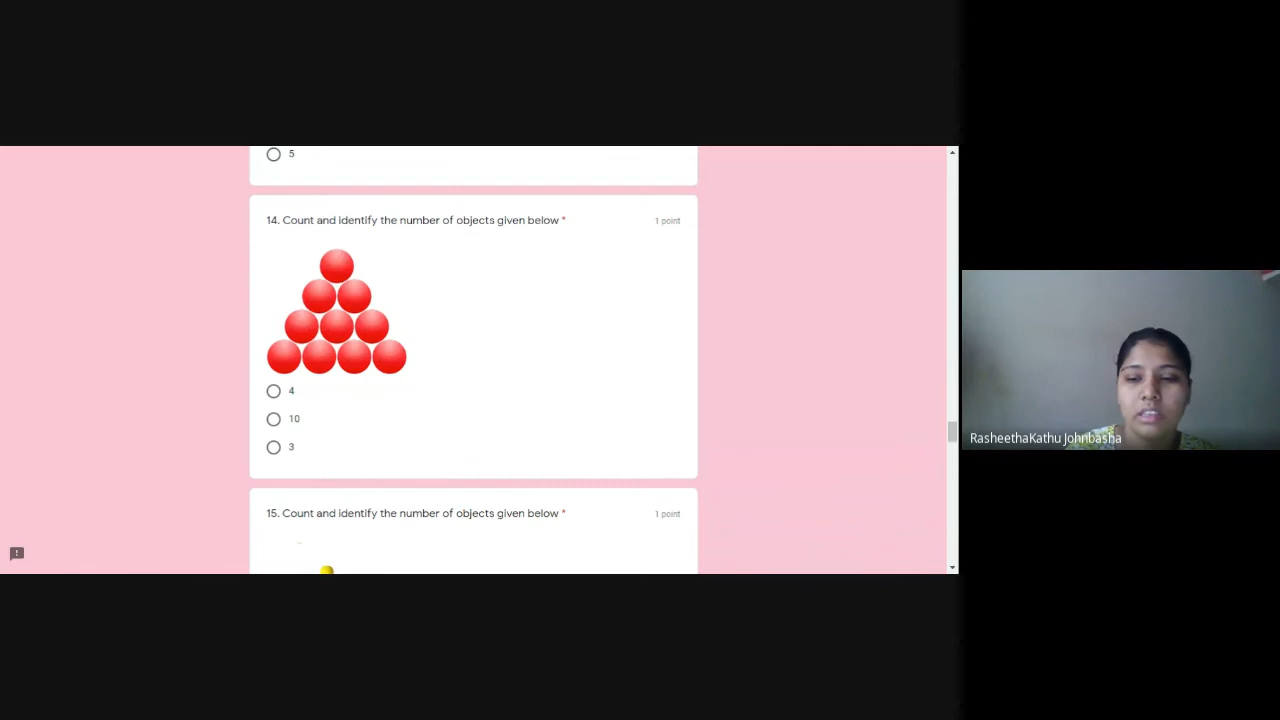 5
14. Count and identify the number of objects given below *
1 point
4
10
3
15. Count and identify the number of objects given below *
1 point
RasheethaKathu Johnbasha